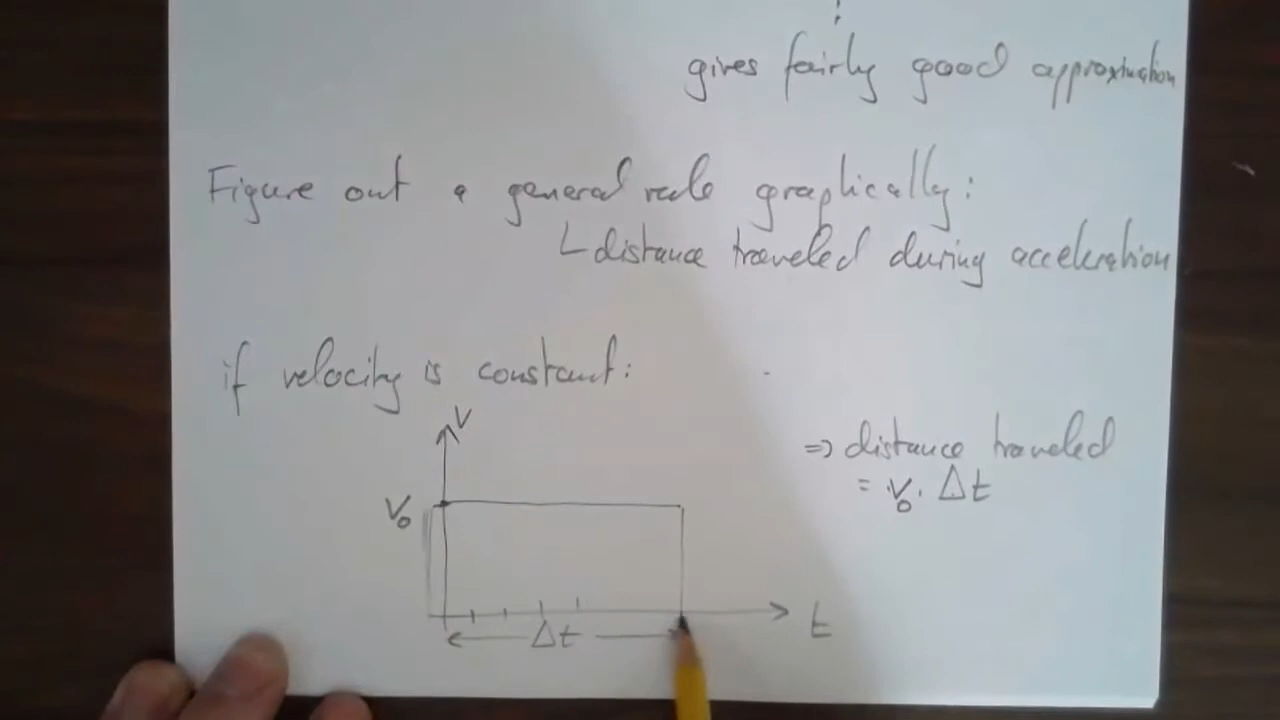 gives fairly good approximation
Figure out a general rule graphically:
distance traveled during acceleration
if velocity is constant:
V
V₀
Δt
t
⇒ distance traveled
= V₀ · Δt